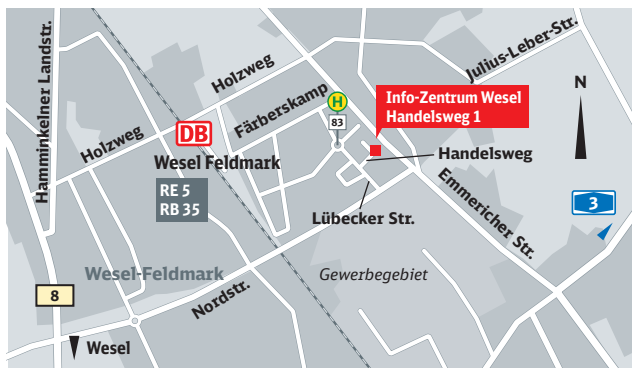 Hamminkelner Landstr.
Holzweg
Holzweg
DB
Färberskamp
H
83
Julius-Leber-Str.
Info-Zentrum Wesel
Handelsweg 1
N
Wesel Feldmark
RE 5
RB 35
Handelsweg
Lübecker Str.
Emmericher Str.
3
Wesel-Feldmark
Nordstr.
Gewerbegebiet
8
Wesel